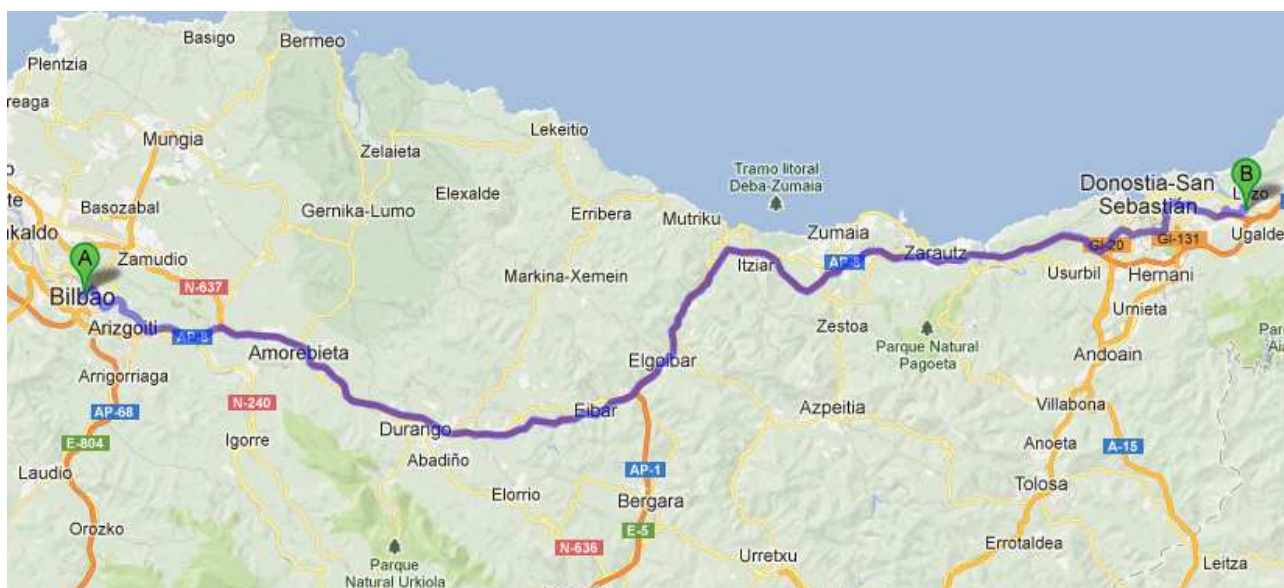 Basigo
Bermeo
Plentzia
reaga
Mungia
Lekeitio
Zelaieta
Tramo litoral
Deba-Zumaia
Elexalde
Gernika-Lumo
Erribera
Mutriku
Basozabal
te
akaldo
Zumaia
Donostia-San
Sebastián
B
Lezo
Ugalde
GI-20
GI-131
A
Zamudio
N-637
Markina-Xemein
Itziar
AP-8
Zarautz
Usurbil
Hernani
Bilbao
Arizgoiti
AP-8
Amorebieta
Urnieta
Zestoa
Parque Natural
Pagoeta
Elgoibar
Andoain
Arrigorriaga
N-240
AP-68
Eibar
Azpeitia
Villabona
E-804
Igorre
Durango
Abadiño
Anoeta
A-15
Laudio
AP-1
Elorrio
Bergara
Tolosa
Orozko
E-5
N-636
Urretxu
Errotaldea
Leitza
Parque
Natural Urkiola